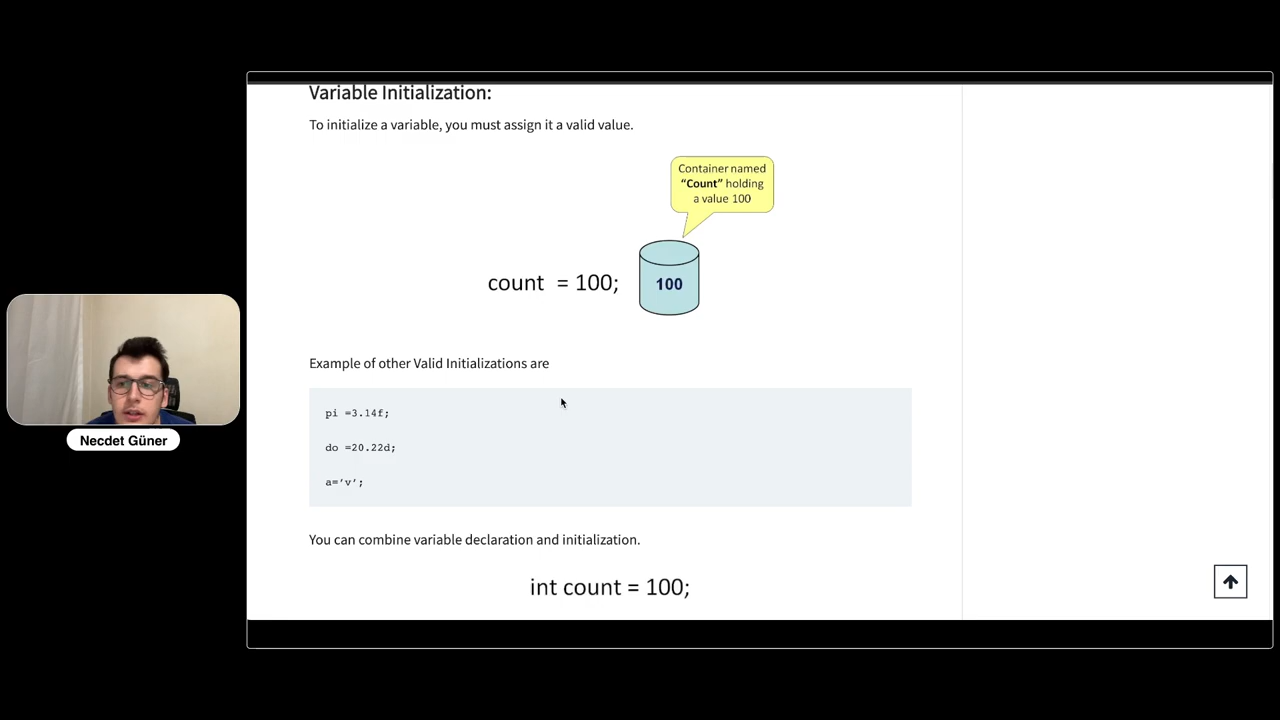 Variable Initialization:
To initialize a variable, you must assign it a valid value.
Container named
“Count” holding
a value 100
count = 100;
100
Example of other Valid Initializations are
pi =3.14f;
do =20.22d;
a=‘v’;
You can combine variable declaration and initialization.
int count = 100;
Necdet Güner